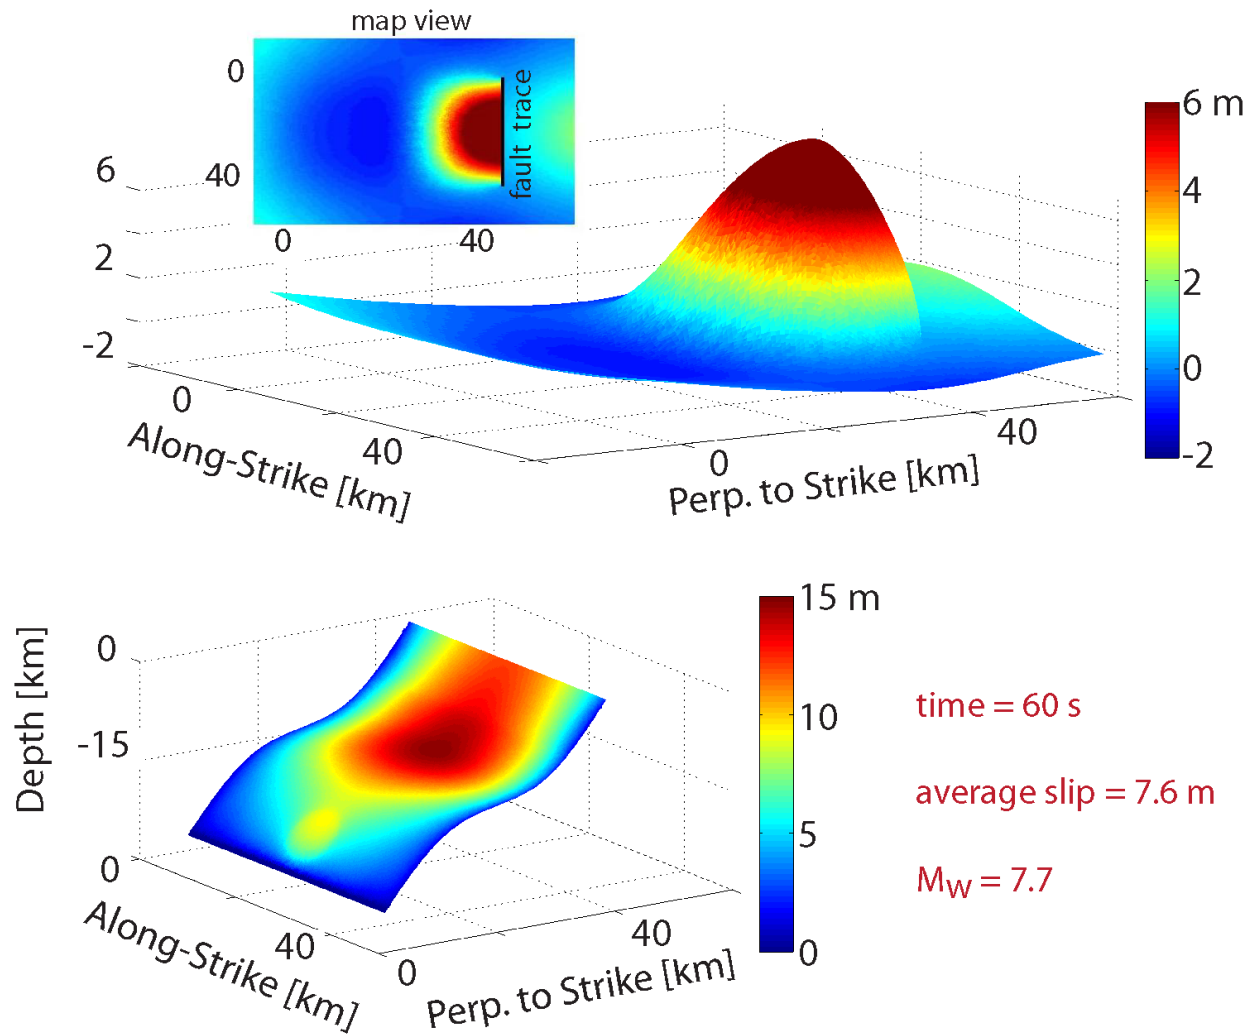 map view
0
40
fault trace
0
40
6
2
-2
0
40
Along-Strike [km]
0
40
Perp. to Strike [km]
6 m
4
2
0
-2
Depth [km]
0
-15
0
40
Along-Strike [km]
0
40
Perp. to Strike [km]
15 m
10
5
0
time = 60 s
average slip = 7.6 m
MW = 7.7